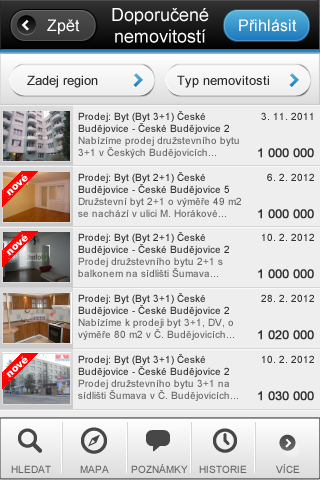 Zpět
Doporučené
nemovitostí
Přihlásit
Zadej region
Typ nemovitosti
Prodej: Byt (Byt 3+1) České
Budějovice - České Budějovice 2
3. 11. 2011
Nabízíme prodej družstevního bytu
3+1 v Českých Budějovicích...
1 000 000
nové
Prodej: Byt (Byt 2+1) České
Budějovice - České Budějovice 5
6. 2. 2012
Družstevní byt 2+1 o výměře 49 m2
se nachází v ulici M. Horákové...
1 000 000
nové
Prodej: Byt (Byt 2+1) České
Budějovice - České Budějovice 2
10. 2. 2012
Prodej družstevního bytu 2+1 s
balkonem na sídlišti Šumava...
1 000 000
Prodej: Byt (Byt 3+1) České
Budějovice - České Budějovice 2
28. 2. 2012
Nabízíme k prodeji byt 3+1, DV, o
výměře 80 m2 v Č. Budějovicích...
1 020 000
nové
Prodej: Byt (Byt 3+1) České
Budějovice - České Budějovice 2
10. 2. 2012
Prodej družstevního bytu 3+1 na
sídlišti Šumava v Č. Budějovicích...
1 030 000
HLEDAT
MAPA
POZNÁMKY
HISTORIE
VÍCE